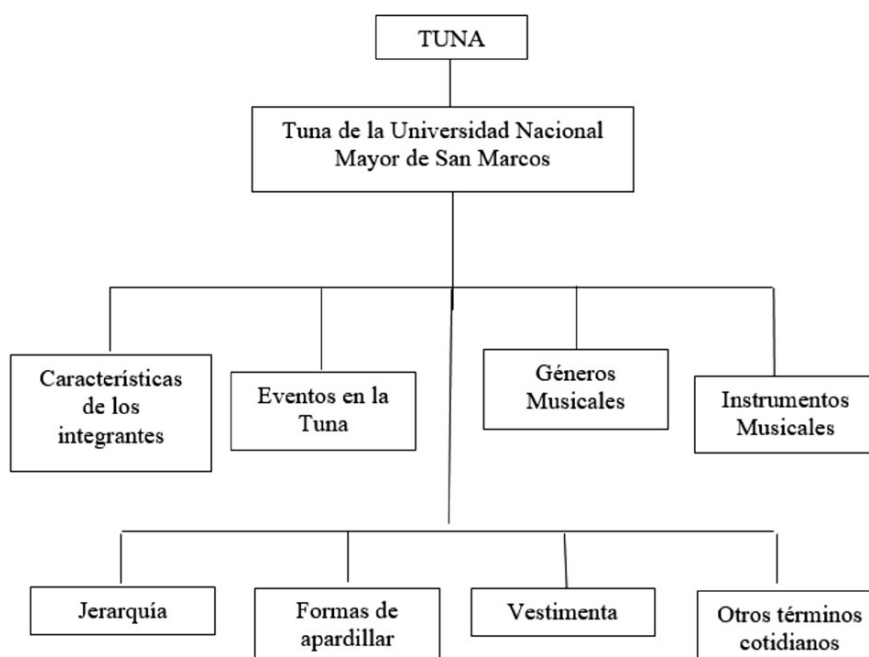 TUNA
Tuna de la Universidad Nacional
Mayor de San Marcos
Características
de los
integrantes
Eventos en la
Tuna
Géneros
Musicales
Instrumentos
Musicales
Jerarquía
Formas de
apardillar
Vestimenta
Otros términos
cotidianos